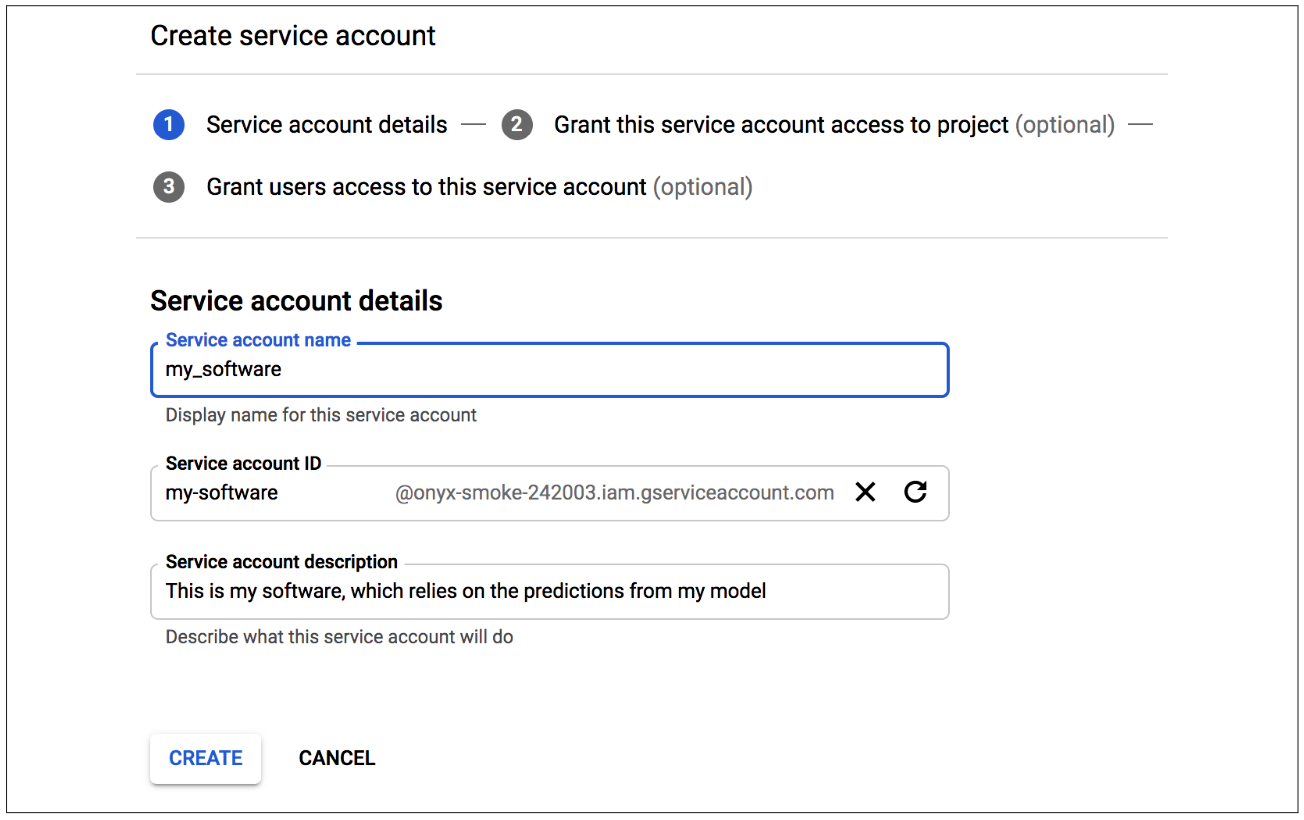 Create service account
1 Service account details — 2 Grant this service account access to project (optional) —
3 Grant users access to this service account (optional)
Service account details
Service account name
my_software
Display name for this service account
Service account ID
my-software @onyx-smoke-242003.iam.gserviceaccount.com
Service account description
This is my software, which relies on the predictions from my model
Describe what this service account will do
CREATE CANCEL